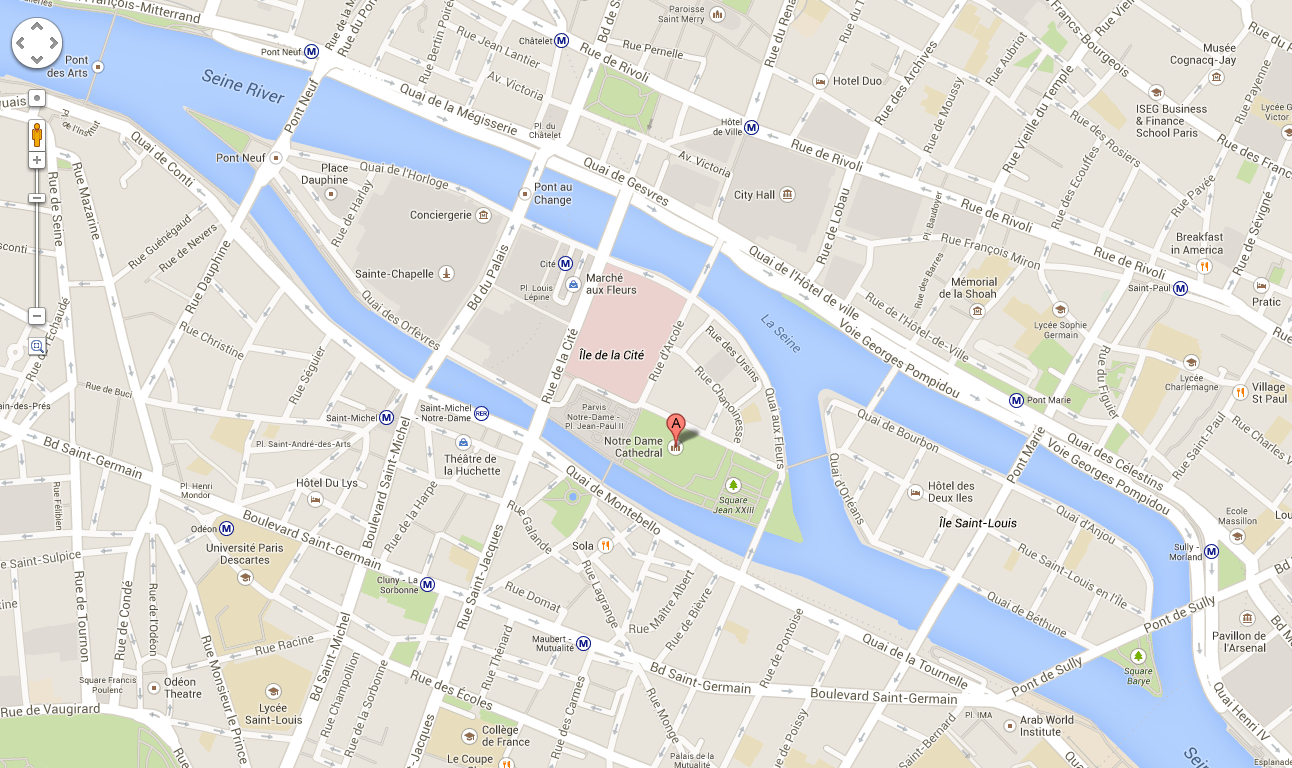 François-Mitterrand
Pont
des Arts
Seine River
Pont Neuf
Pont Neuf
Pont Neuf
Rue du Pont
Rue Bertin Poirée
Rue Jean Lantier
Av. Victoria
Quai de la Mégisserie
Châtelet
Bd de
Paroisse
Saint Merry
Rue de Rivoli
Rue Pernelle
Pl. du
Châtelet
Hôtel
de Ville
Av. Victoria
Rue du Rena
Hotel Duo
Rue des Archives
Rue de Moussy
Rue Aubriot
Rue Vieille du Temple
Francs-Bourgeois
Musée
Cognacq-Jay
ISEG Business
& Finance
School Paris
Rue Payenne
Lycée
Victor
Rue des Rosiers
Rue des Franc
Rue des Ecouffes
Rue Pavée
Rue de Sévigné
Rue de Rivoli
Rue de Rivoli
Rue de Rivoli
City Hall
Rue de Lobau
Pl. Baudoyer
Rue François Miron
Rue des Barres
Mémorial
de la Shoah
Breakfast
in America
Saint-Paul
Pratic
Quai de Gesvres
Pont au
Change
Quai de l'Horloge
Place
Dauphine
Rue de Harlay
Conciergerie
Sainte-Chapelle
Quai des Orfèvres
Bd du Palais
Cité
Pl. Louis
Lépine
Marché
aux Fleurs
Île de la Cité
Rue de la Cité
Rue d'Arcole
Rue des Ursins
Rue Chanoinesse
Quai aux Fleurs
La Seine
Quai de l'Hôtel de ville
Voie Georges Pompidou
Rue de l'Hôtel-de-Ville
Lycée Sophie
Germain
Pont Marie
Rue du Figuier
Lycée
Charlemagne
Village
St Paul
Rue Saint-Paul
Quai des Célestins
Voie Georges Pompidou
Pont Marie
Quai de Bourbon
Quai d'Orléans
Hôtel des
Deux Iles
Île Saint-Louis
Quai d'Anjou
Rue Saint-Louis en l'Île
Quai de Béthune
Ecole
Massillon
Sully -
Morland
Pont de Sully
Pont de Sully
Square
Barye
Pavillon de
l'Arsenal
Quai Henri IV
Esplanade
Parvis
Notre-Dame -
Pl. Jean-Paul II
A
Notre Dame
Cathedral
Square
Jean XXIII
Quai de Conti
Rue de Seine
Rue Mazarine
Rue Guénégaud
Rue de Nevers
Rue Dauphine
Rue Christine
Rue Séguier
Rue de Buci
Saint-Michel
Saint-Michel
- Notre-Dame
RER
Pl. Saint-André-des-Arts
Théâtre de
la Huchette
Hôtel Du Lys
Pl. Henri
Mondor
Bd Saint-Germain
Boulevard Saint-Germain
Boulevard Saint-Michel
Rue de la Harpe
Odéon
Université Paris
Descartes
Rue Saint-Sulpice
Rue de Tournon
Rue de Condé
Rue de l'Odéon
Rue Racine
Rue Monsieur le Prince
Square Francis
Poulenc
Odéon
Theatre
Lycée
Saint-Louis
Rue de Vaugirard
Bd Saint-Michel
Rue Champollion
Rue de la Sorbonne
Cluny - La
Sorbonne
Rue Saint-Jacques
Rue Galande
Quai de Montebello
Sola
Rue Lagrange
Rue Domat
Rue Thénard
Rue des Écoles
Maubert -
Mutualité
Rue Maître Albert
Rue de Bièvre
Rue de Pontoise
Bd Saint-Germain
Boulevard Saint-Germain
Rue des Carmes
Rue Monge
Rue de Poissy
Palais de la
Mutualité
Collège
de France
Le Coupe
Quai de la Tournelle
Pl. IMA
Arab World
Institute
Saint-Bernard